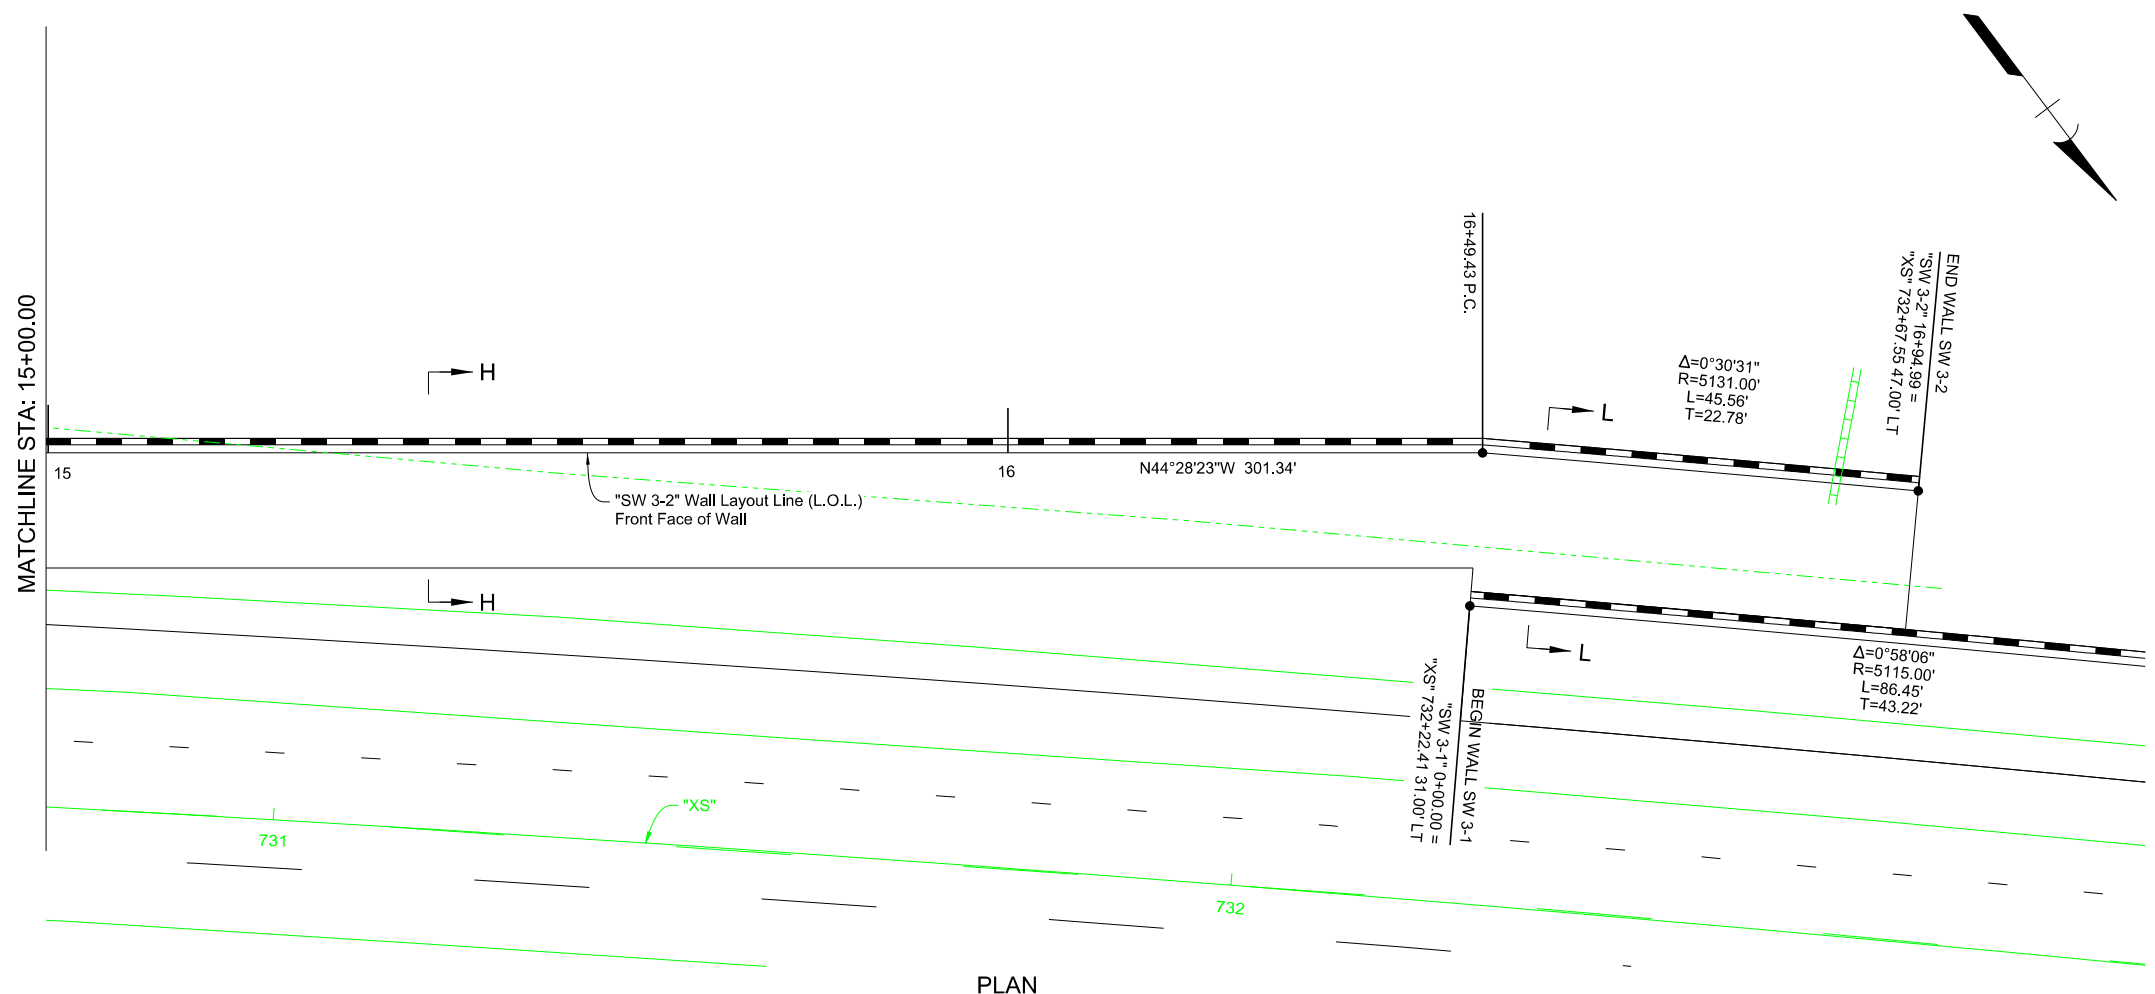 MATCHLINE STA: 15+00.00
H
16+49.43 P.C.
END WALL SW 3-2
"SW 3-2" 16+94.99 =
"XS" 732+67.55 47.00' LT
Δ=0°30'31"
R=5131.00'
L=45.56'
T=22.78'
L
15
16
N44°28'23"W 301.34'
"SW 3-2" Wall Layout Line (L.O.L.)
Front Face of Wall
H
L
Δ=0°58'06"
R=5115.00'
L=86.45'
T=43.22'
BEGIN WALL SW 3-1
"SW 3-1" 0+00.00 =
"XS" 732+22.41 31.00' LT
"XS"
731
732
PLAN